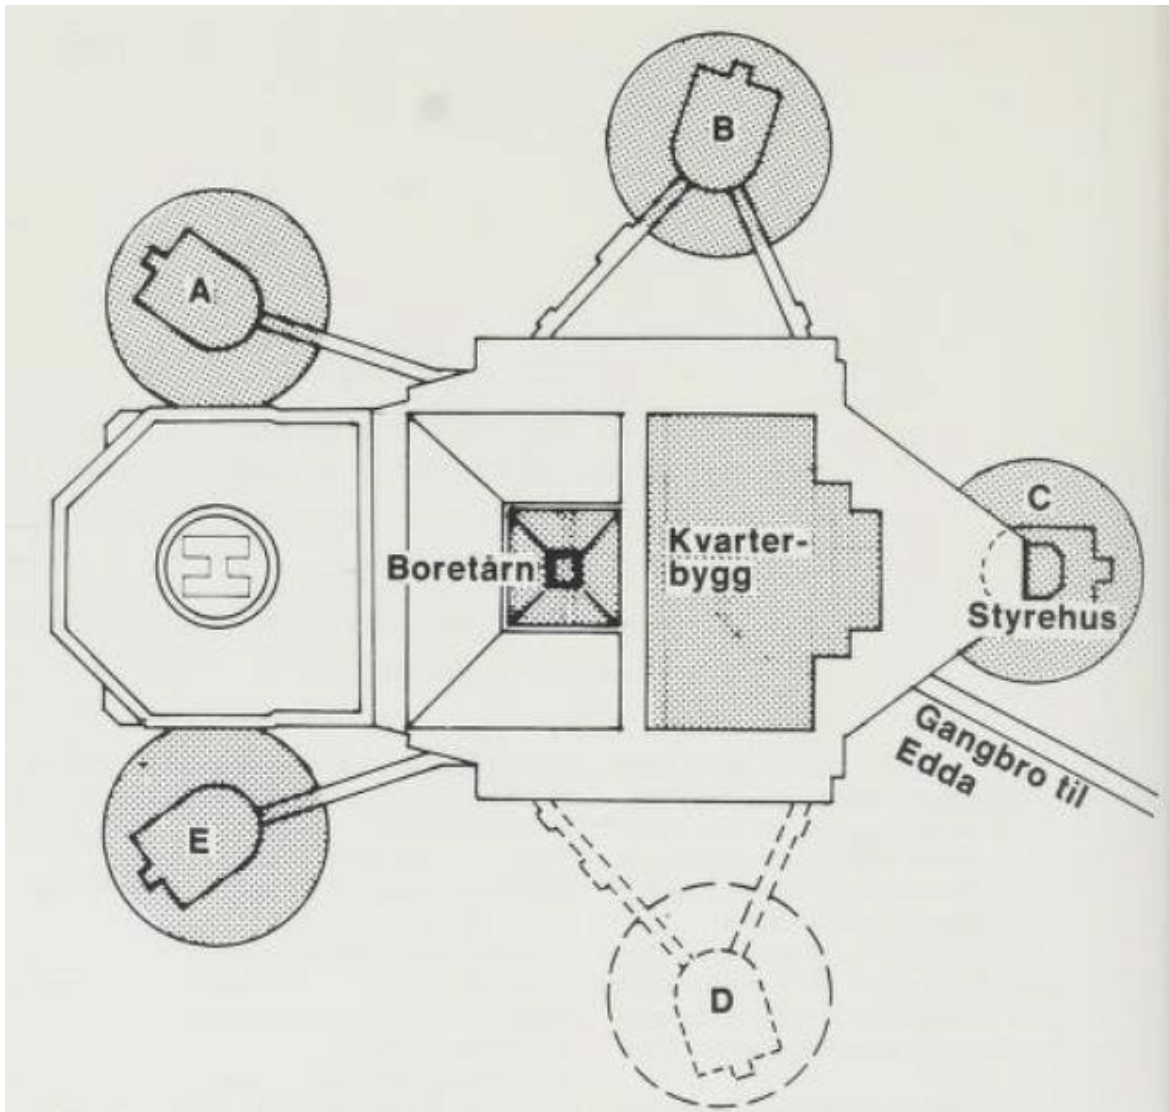 B
A
C
H
Boretårn
Kvarter-
bygg
Styrehus
Gangbro til
Edda
E
D